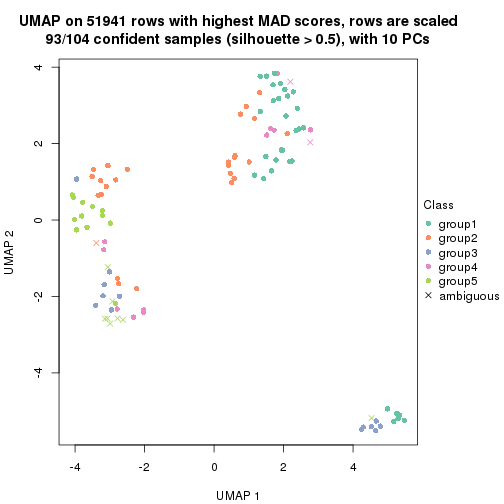 UMAP on 51941 rows with highest MAD scores, rows are scaled
93/104 confident samples (silhouette > 0.5), with 10 PCs
4
2
0
-2
-4
UMAP 2
-4
-2
0
2
4
UMAP 1
Class
group1
group2
group3
group4
group5
ambiguous